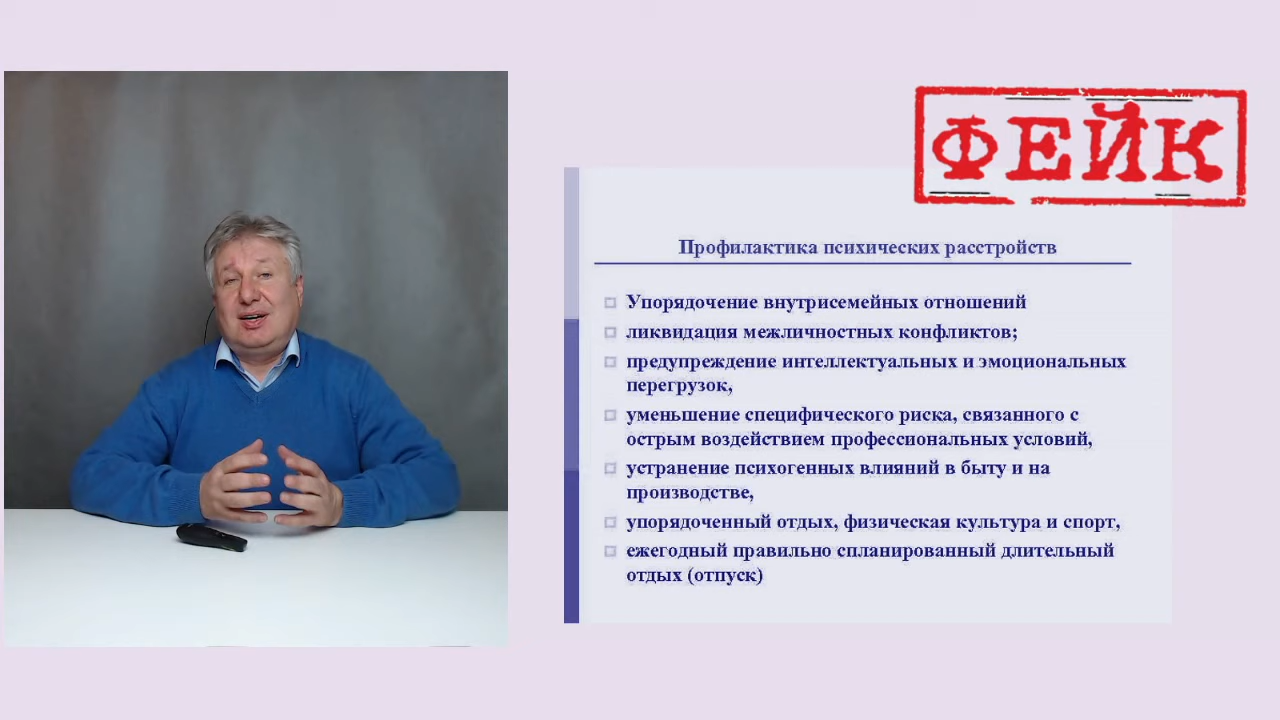 ФЕЙК
Профилактика психических расстройств
Упорядочение внутрисемейных отношений
ликвидация межличностных конфликтов;
предупреждение интеллектуальных и эмоциональных
перегрузок,
уменьшение специфического риска, связанного с
острым воздействием профессиональных условий,
устранение психогенных влияний в быту и на
производстве,
упорядоченный отдых, физическая культура и спорт,
ежегодный правильно спланированный длительный
отдых (отпуск)